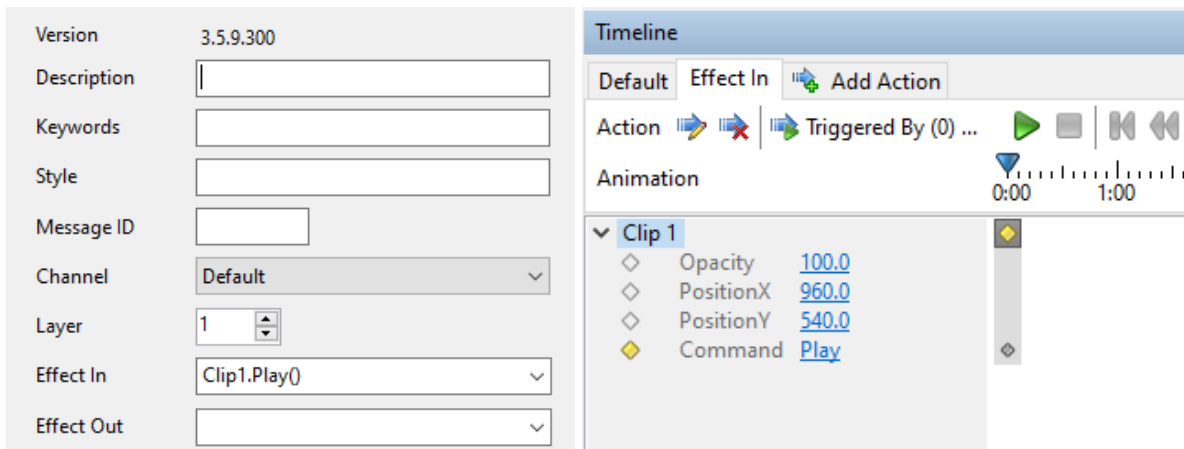 Version 3.5.9.300
Description
Keywords
Style
Message ID
Channel Default
Layer 1
Effect In Clip1.Play()
Effect Out
Timeline
Default Effect In Add Action
Action Triggered By (0) ...
Animation 0:00 1:00
Clip 1
Opacity 100.0
PositionX 960.0
PositionY 540.0
Command Play